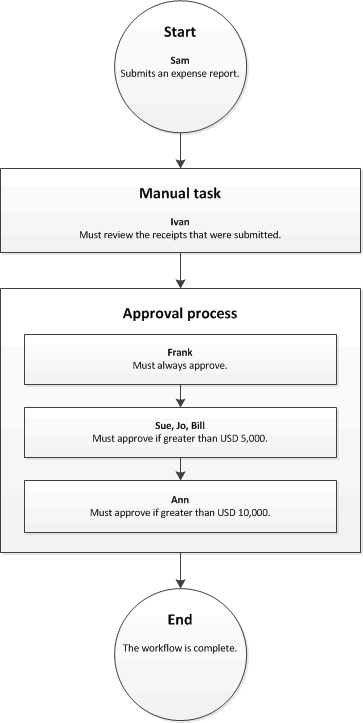 Start
Sam
Submits an expense report.
Manual task
Ivan
Must review the receipts that were submitted.
Approval process
Frank
Must always approve.
Sue, Jo, Bill
Must approve if greater than USD 5,000.
Ann
Must approve if greater than USD 10,000.
End
The workflow is complete.